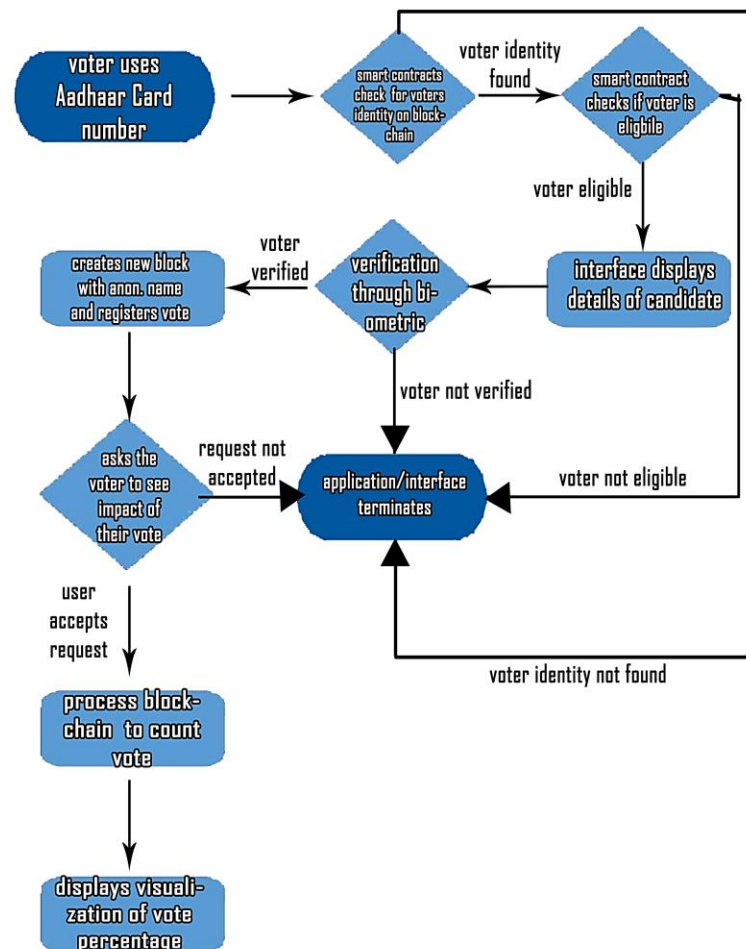 voter uses
Aadhaar Card
number
smart contracts
check for voters
identity on block-
chain
voter identity
found
smart contract
checks if voter is
eligbile
voter eligible
interface displays
details of candidate
verification
through bi-
ometric
voter
verified
creates new block
with anon. name
and registers vote
voter not verified
asks the
voter to see
impact of
their vote
request not
accepted
application/interface
terminates
voter not eligible
voter identity not found
user
accepts
request
process block-
chain to count
vote
displays visuali-
zation of vote
percentage